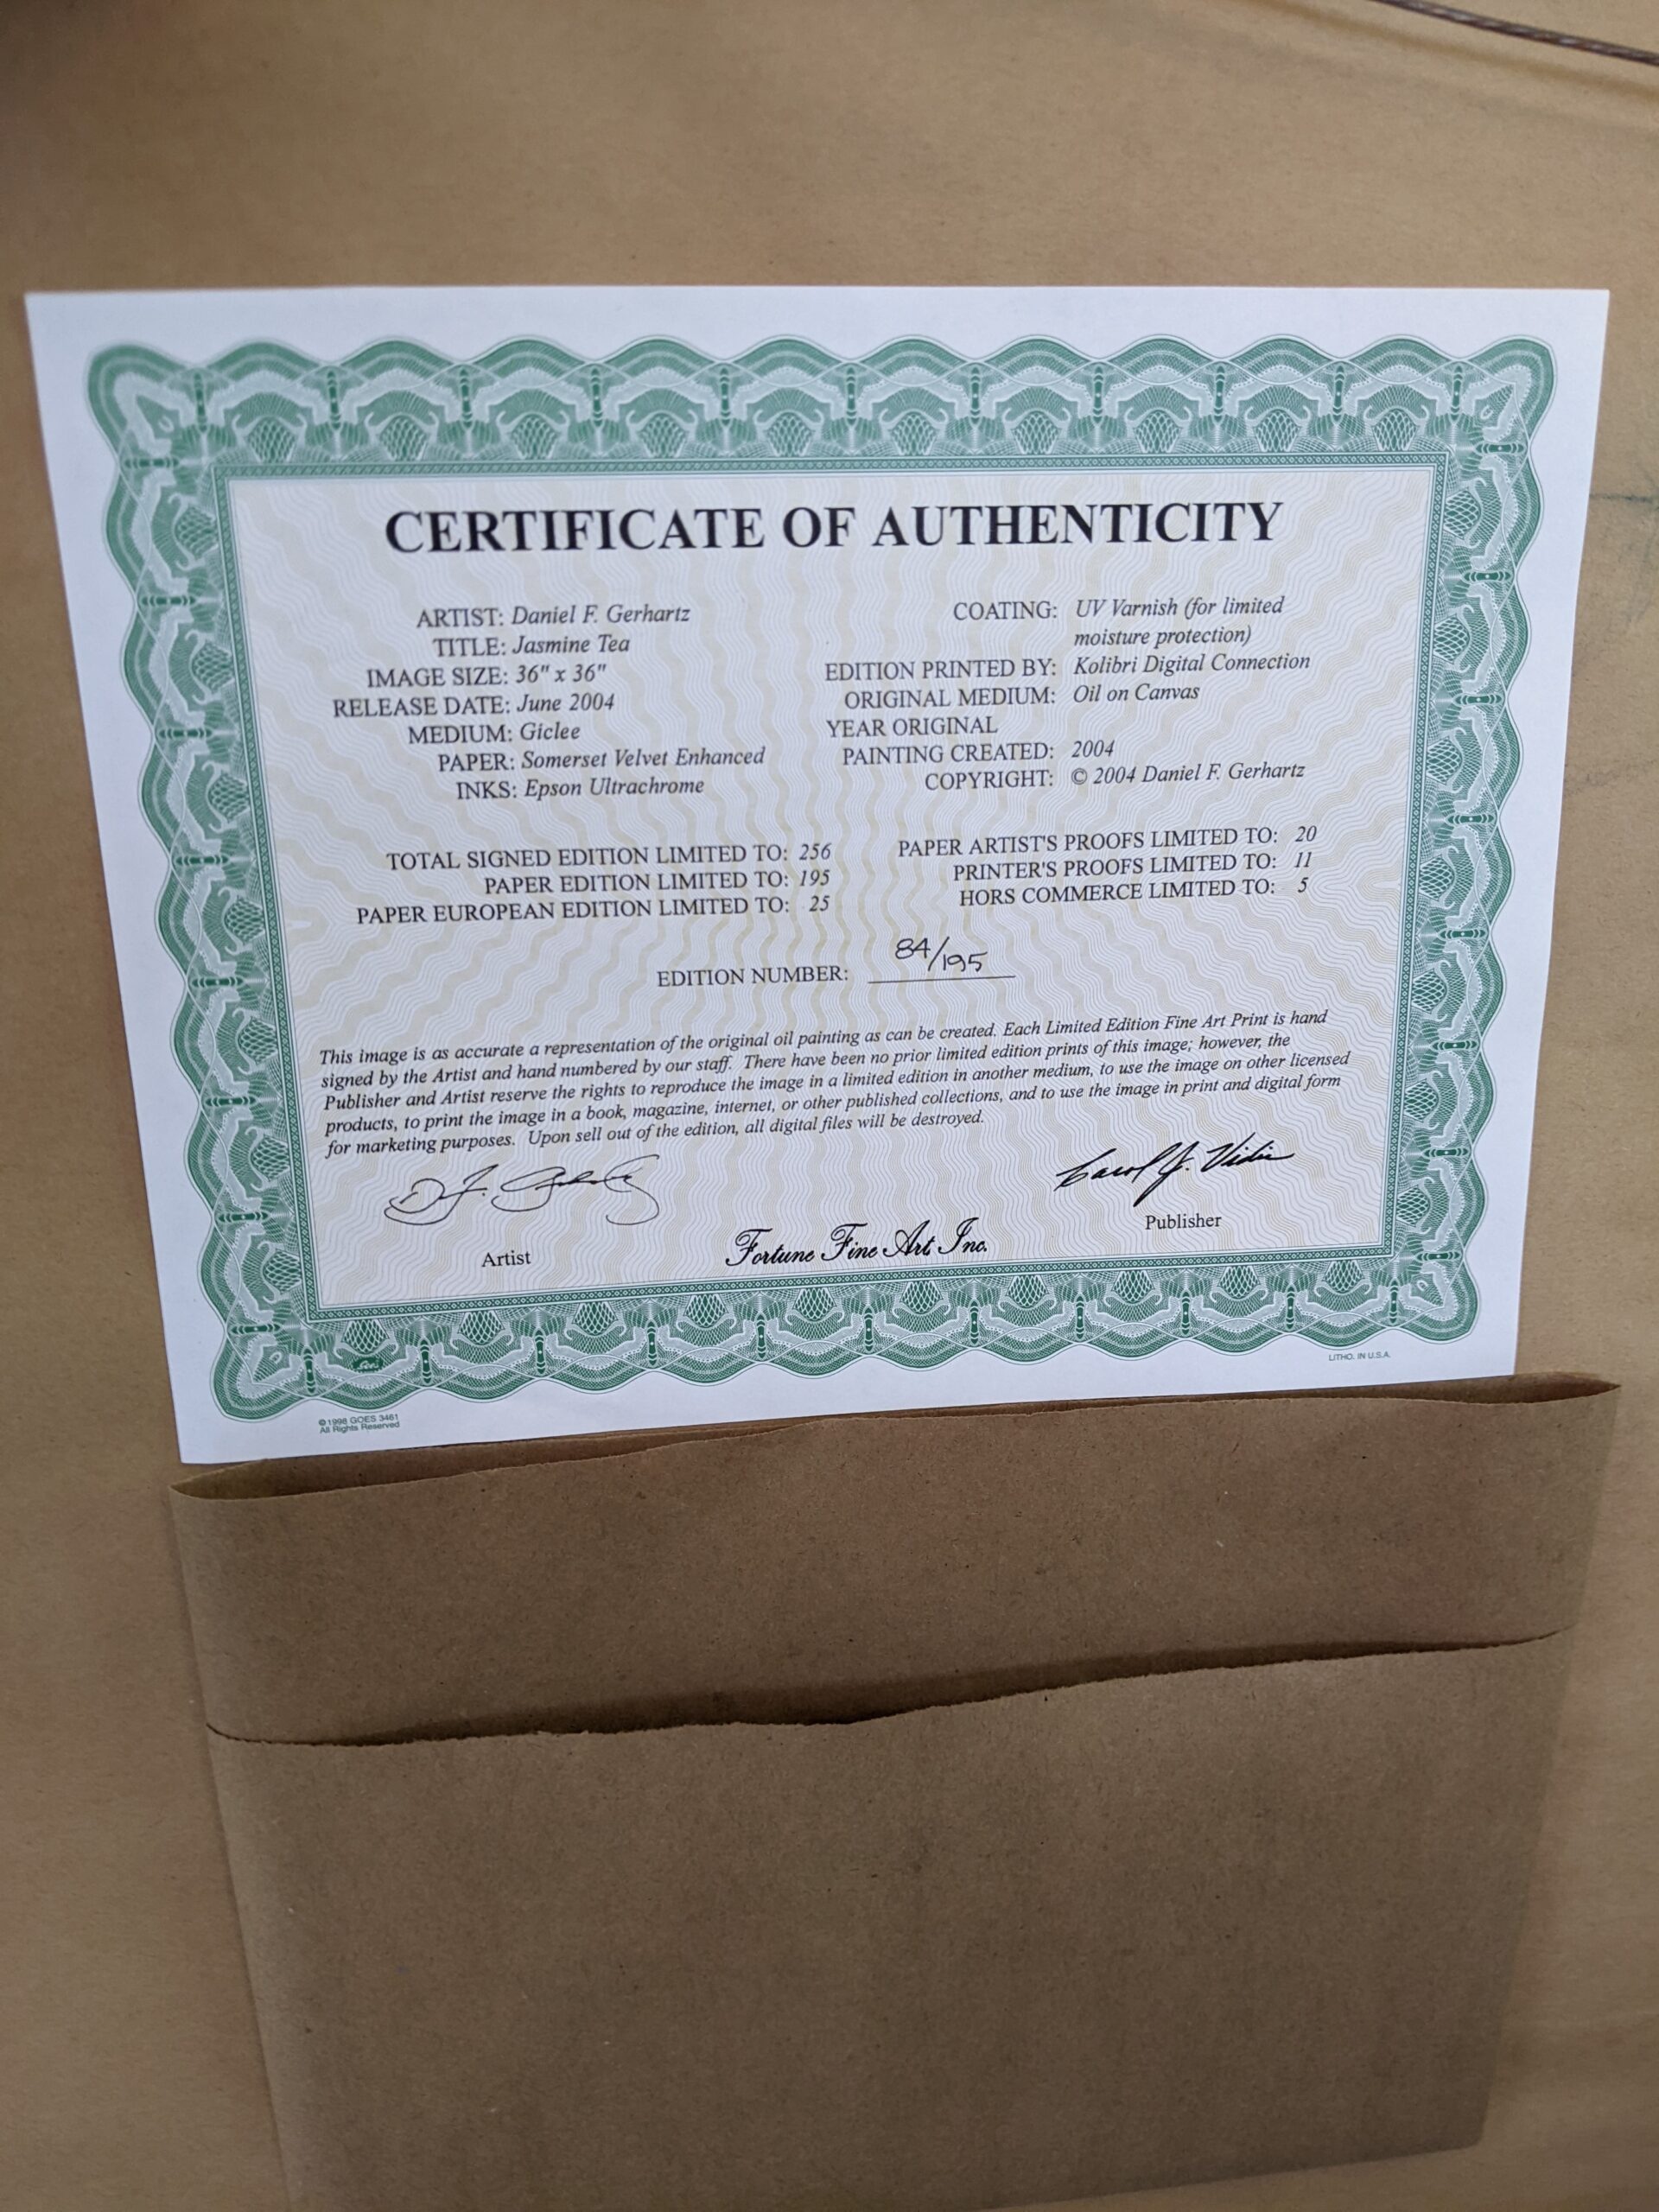 CERTIFICATE OF AUTHENTICITY
ARTIST: Daniel F. Gerhartz
TITLE: Jasmine Tea
IMAGE SIZE: 36" x 36"
RELEASE DATE: June 2004
MEDIUM: Giclee
PAPER: Somerset Velvet Enhanced
INKS: Epson Ultrachrome
COATING: UV Varnish (for limited
moisture protection)
EDITION PRINTED BY: Kolibri Digital Connection
ORIGINAL MEDIUM: Oil on Canvas
YEAR ORIGINAL
PAINTING CREATED: 2004
COPYRIGHT: © 2004 Daniel F. Gerhartz
TOTAL SIGNED EDITION LIMITED TO: 256
PAPER EDITION LIMITED TO: 195
PAPER EUROPEAN EDITION LIMITED TO: 25
PAPER ARTIST'S PROOFS LIMITED TO: 20
PRINTER'S PROOFS LIMITED TO: 11
HORS COMMERCE LIMITED TO: 5
EDITION NUMBER: 84/195
This image is as accurate a representation of the original oil painting as can be created. Each Limited Edition Fine Art Print is hand
signed by the Artist and hand numbered by our staff. There have been no prior limited edition prints of this image; however, the
Publisher and Artist reserve the rights to reproduce the image in a limited edition in another medium, to use the image on other licensed
products, to print the image in a book, magazine, internet, or other published collections, and to use the image in print and digital form
for marketing purposes. Upon sell out of the edition, all digital files will be destroyed.
Carol J.
Artist
Publisher
Fortune Fine Art Inc.
LITHO. IN U.S.A.
© 1998 GOES 3461
All Rights Reserved